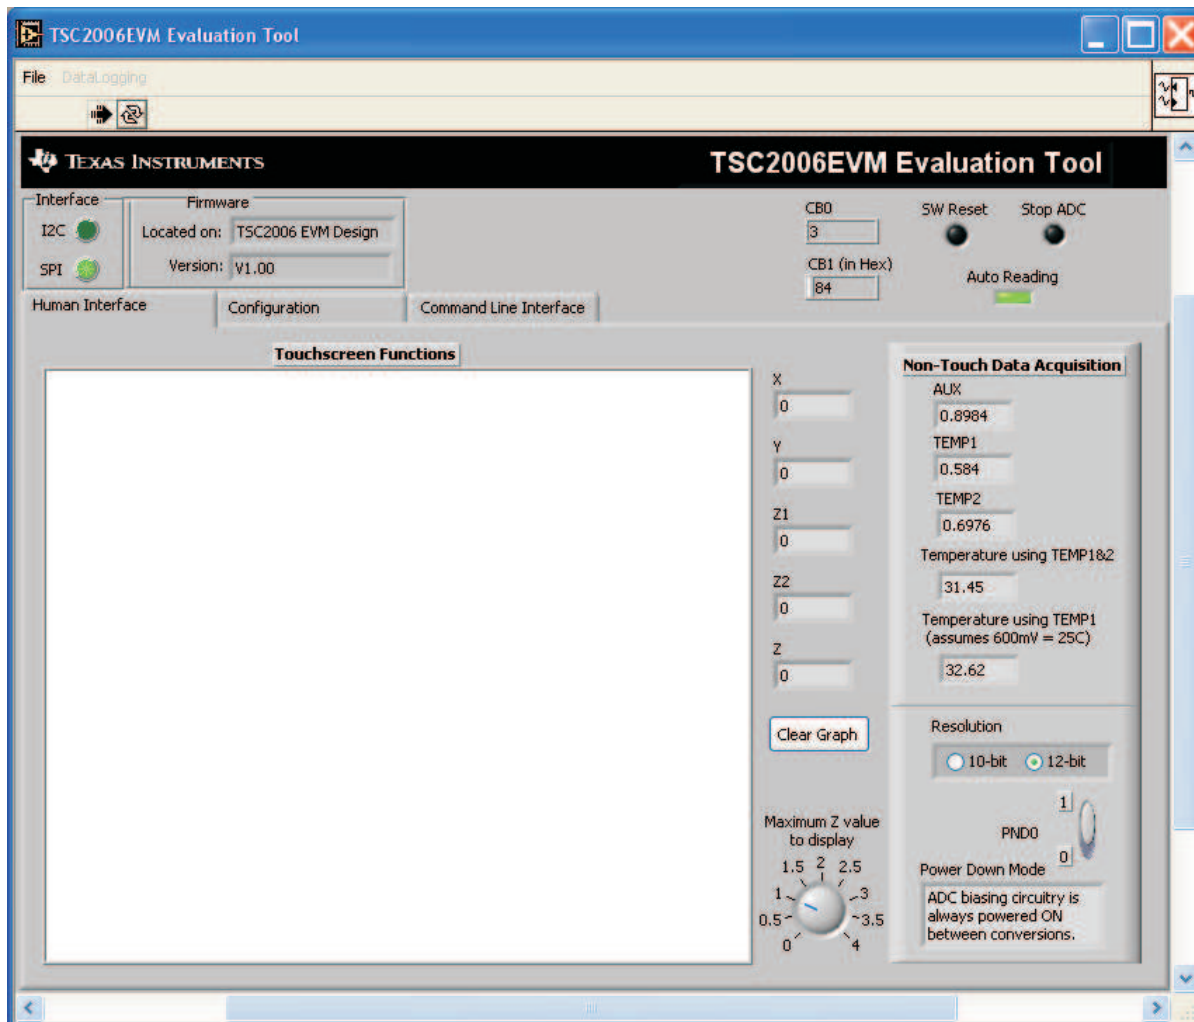 TSC2006EVM Evaluation Tool
File DataLogging
TEXAS INSTRUMENTS
TSC2006EVM Evaluation Tool
Interface
I2C
SPI
Firmware
Located on: TSC2006 EVM Design
Version: V1.00
CB0
3
CB1 (in Hex)
84
SW Reset
Stop ADC
Auto Reading
Human Interface
Configuration
Command Line Interface
Touchscreen Functions
X
0
Y
0
Z1
0
Z2
0
Z
0
Clear Graph
Maximum Z value
to display
0 0.5 1 1.5 2 2.5 3 3.5 4
Non-Touch Data Acquisition
AUX
0.8984
TEMP1
0.584
TEMP2
0.6976
Temperature using TEMP1&2
31.45
Temperature using TEMP1
(assumes 600mV = 25C)
32.62
Resolution
10-bit 12-bit
1
PND0
0
Power Down Mode
ADC biasing circuitry is
always powered ON
between conversions.